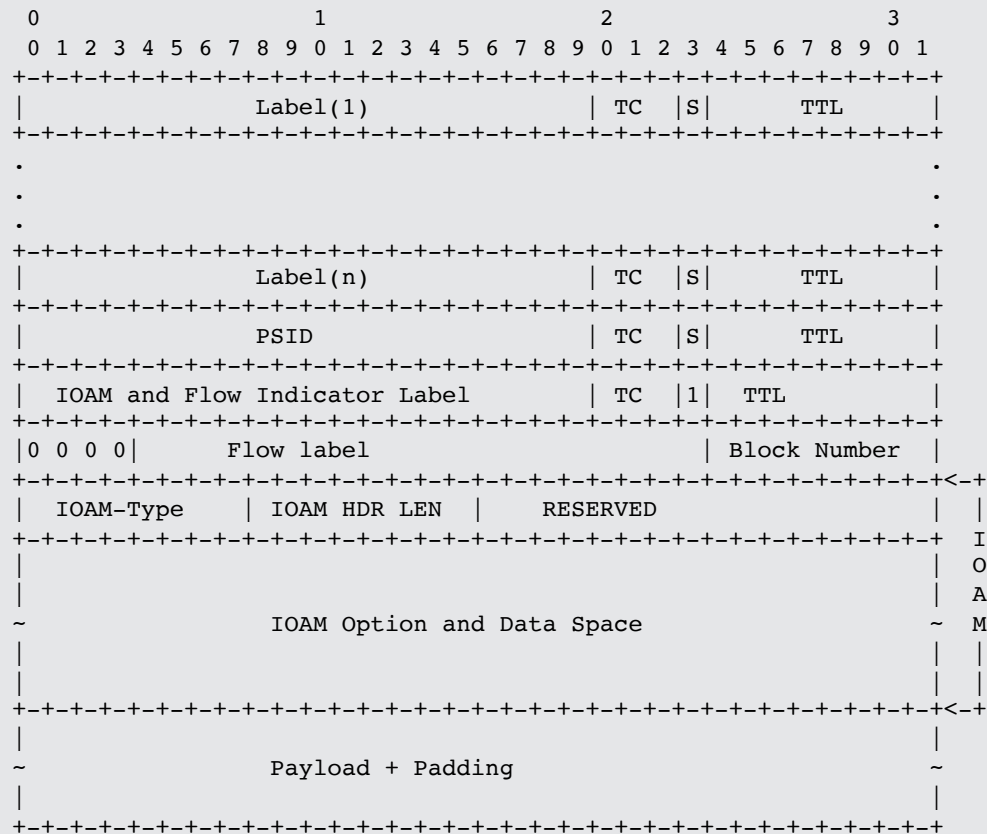 0                   1                   2                   3
 0 1 2 3 4 5 6 7 8 9 0 1 2 3 4 5 6 7 8 9 0 1 2 3 4 5 6 7 8 9 0 1
+-+-+-+-+-+-+-+-+-+-+-+-+-+-+-+-+-+-+-+-+-+-+-+-+-+-+-+-+-+-+-+-+
|                Label(1)               | TC  |S|      TTL      |
+-+-+-+-+-+-+-+-+-+-+-+-+-+-+-+-+-+-+-+-+-+-+-+-+-+-+-+-+-+-+-+-+
.                                                               .
.                                                               .
.                                                               .
+-+-+-+-+-+-+-+-+-+-+-+-+-+-+-+-+-+-+-+-+-+-+-+-+-+-+-+-+-+-+-+-+
|                Label(n)               | TC  |S|      TTL      |
+-+-+-+-+-+-+-+-+-+-+-+-+-+-+-+-+-+-+-+-+-+-+-+-+-+-+-+-+-+-+-+-+
|                PSID                   | TC  |S|      TTL      |
+-+-+-+-+-+-+-+-+-+-+-+-+-+-+-+-+-+-+-+-+-+-+-+-+-+-+-+-+-+-+-+-+
|  IOAM and Flow Indicator Label        | TC  |1|  TTL          |
+-+-+-+-+-+-+-+-+-+-+-+-+-+-+-+-+-+-+-+-+-+-+-+-+-+-+-+-+-+-+-+-+
|0 0 0 0|      Flow label                       | Block Number  |
+-+-+-+-+-+-+-+-+-+-+-+-+-+-+-+-+-+-+-+-+-+-+-+-+-+-+-+-+-+-+-+-+<-+
|  IOAM-Type    | IOAM HDR LEN  |    RESERVED                   |  |
+-+-+-+-+-+-+-+-+-+-+-+-+-+-+-+-+-+-+-+-+-+-+-+-+-+-+-+-+-+-+-+-+  I
|                                                               |  O
|                                                               |  A
~                 IOAM Option and Data Space                    ~  M
|                                                               |  |
|                                                               |  |
+-+-+-+-+-+-+-+-+-+-+-+-+-+-+-+-+-+-+-+-+-+-+-+-+-+-+-+-+-+-+-+-+<-+
|                                                               |
~                 Payload + Padding                             ~
|                                                               |
+-+-+-+-+-+-+-+-+-+-+-+-+-+-+-+-+-+-+-+-+-+-+-+-+-+-+-+-+-+-+-+-+